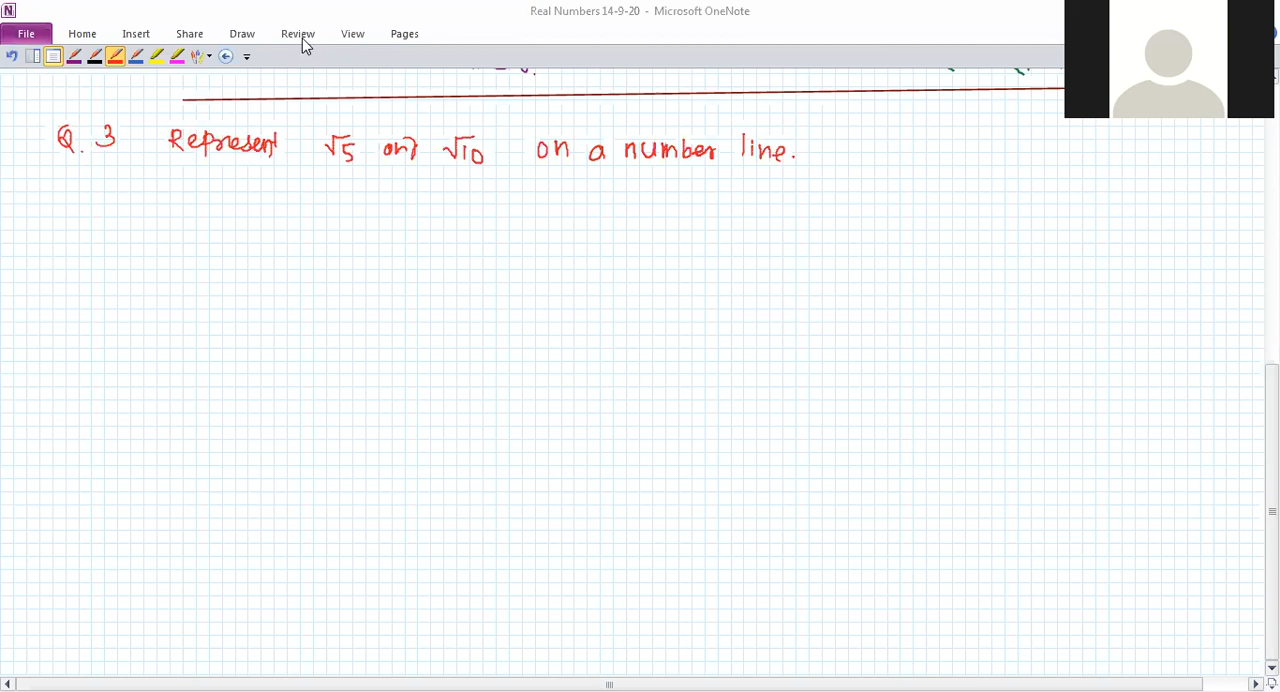 Real Numbers 14-9-20 - Microsoft OneNote
File Home Insert Share Draw Review View Pages
Q. 3 Represent √5 and √10 on a number line.